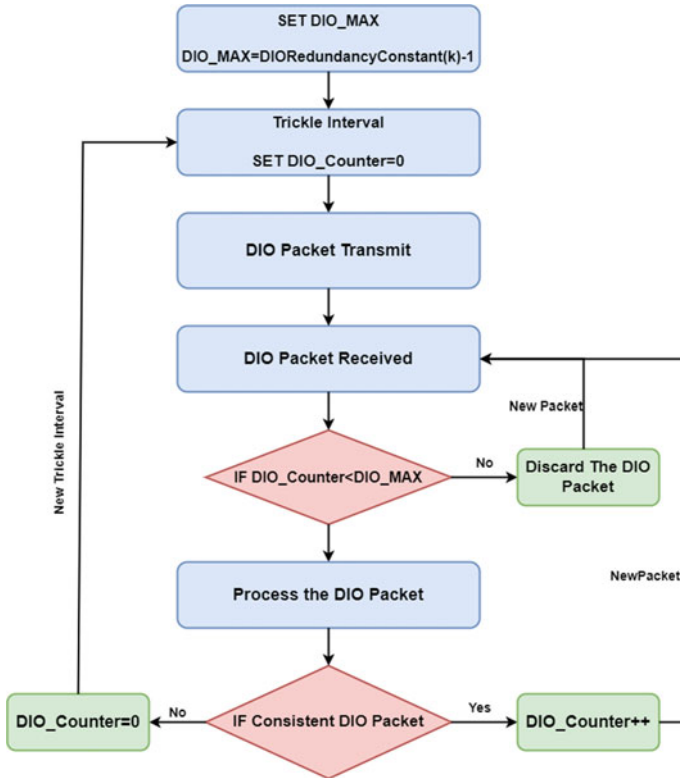 SET DIO_MAX
DIO_MAX=DIORedundancyConstant(k)-1
Trickle Interval
SET DIO_Counter=0
DIO Packet Transmit
DIO Packet Received
New Packet
New Trickle Interval
IF DIO_Counter<DIO_MAX
No
Discard The DIO
Packet
Process the DIO Packet
NewPacket
DIO_Counter=0
No
IF Consistent DIO Packet
Yes
DIO_Counter++